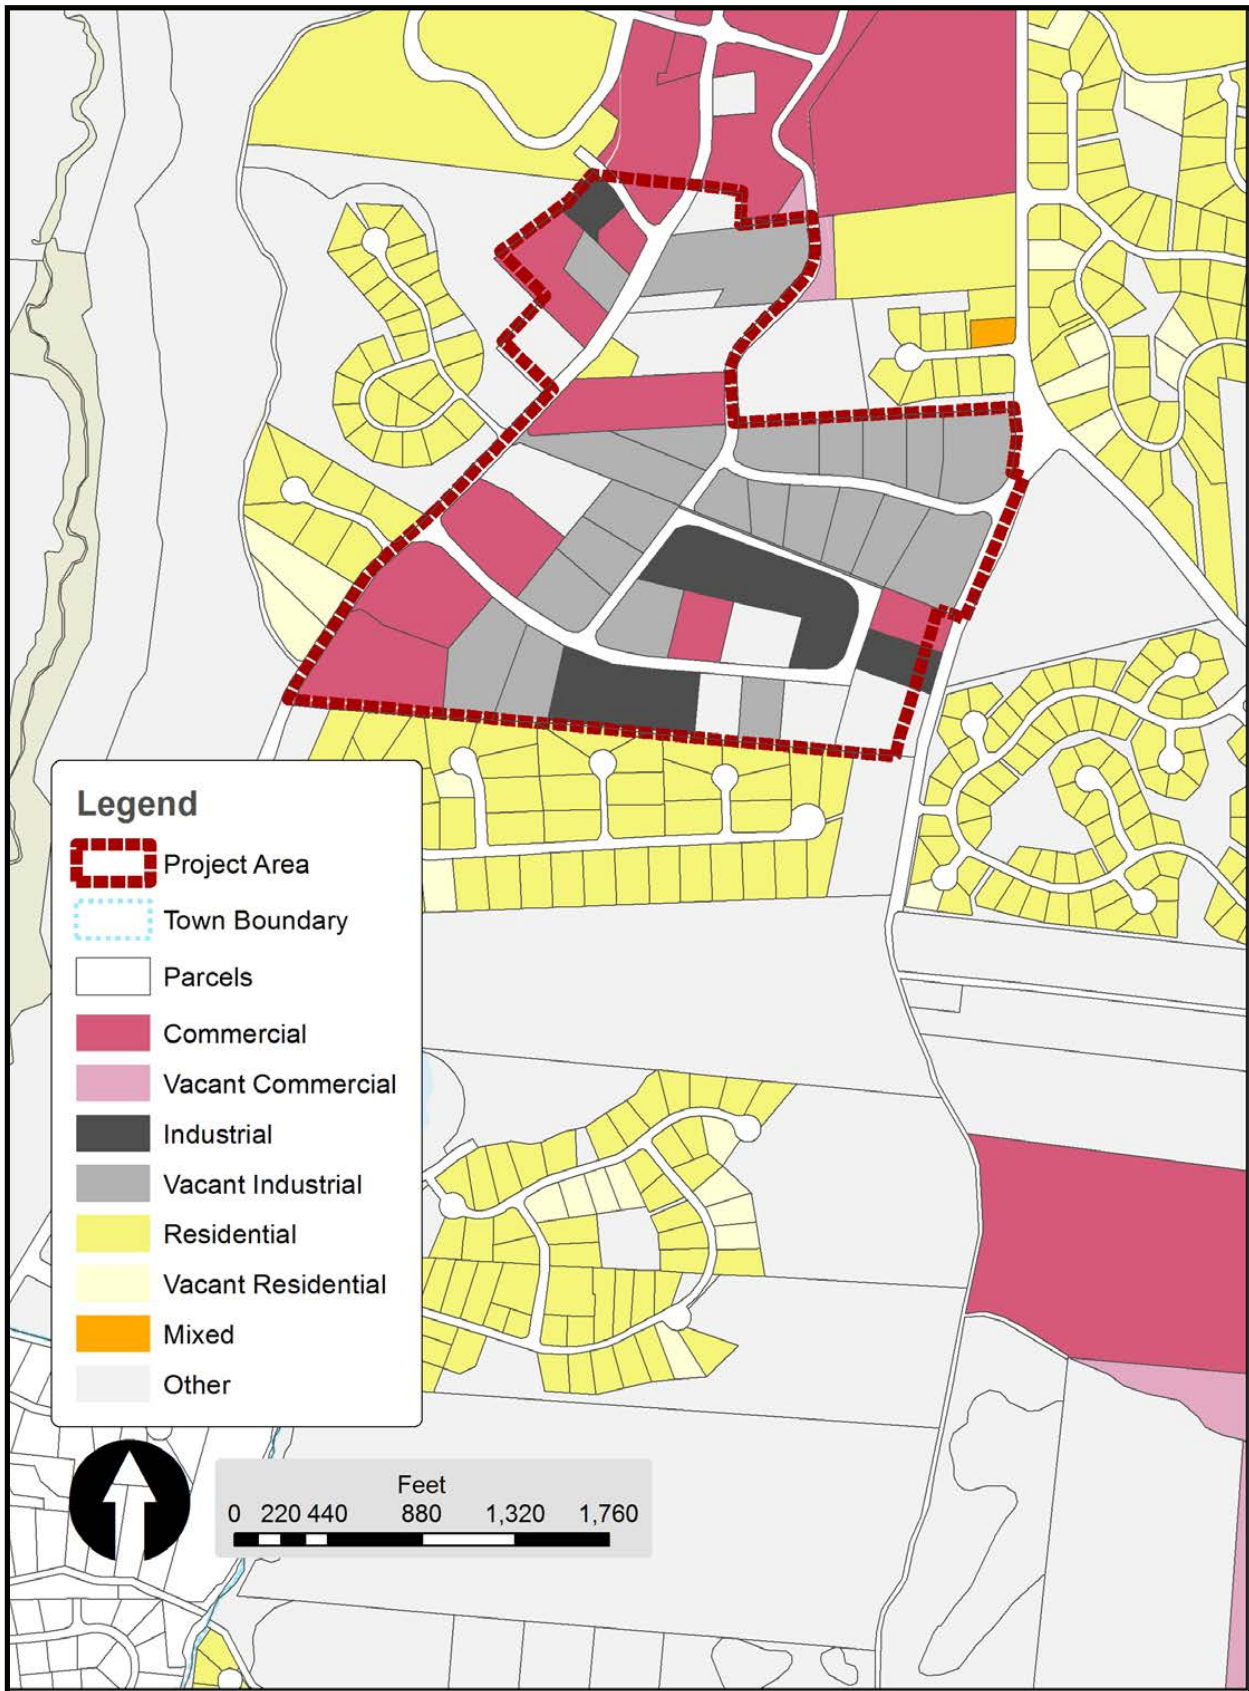 Legend
Project Area
Town Boundary
Parcels
Commercial
Vacant Commercial
Industrial
Vacant Industrial
Residential
Vacant Residential
Mixed
Other
Feet
0 220 440 880 1,320 1,760